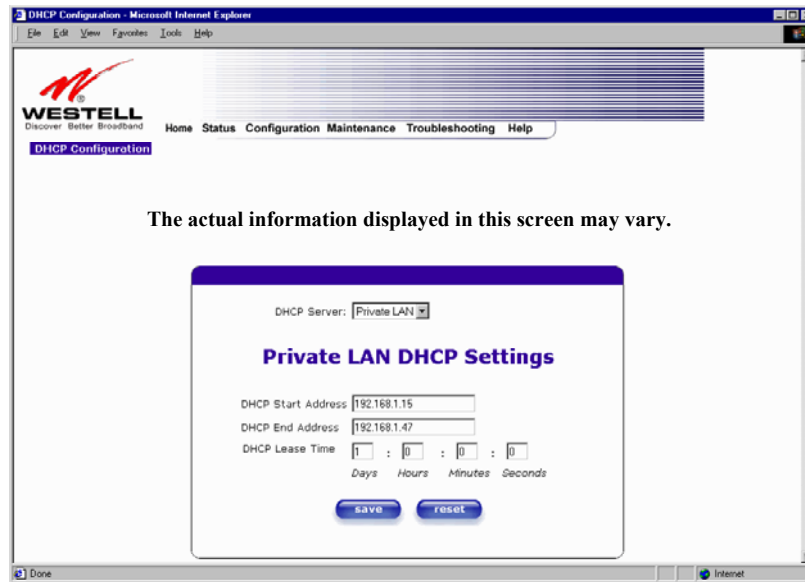 DHCP Configuration - Microsoft Internet Explorer
File Edit View Favorites Tools Help
WESTELL
®
Discover Better Broadband
Home Status Configuration Maintenance Troubleshooting Help
DHCP Configuration
The actual information displayed in this screen may vary.
DHCP Server: Private LAN
Private LAN DHCP Settings
DHCP Start Address 192.168.1.15
DHCP End Address 192.168.1.47
DHCP Lease Time 1 : 0 : 0 : 0
Days Hours Minutes Seconds
save reset
Done Internet